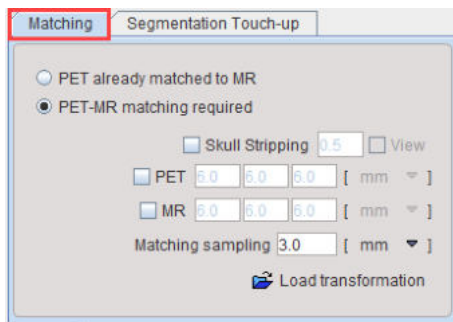 Matching Segmentation Touch-up
PET already matched to MR
PET-MR matching required
Skull Stripping 0.5 View
PET 6.0 6.0 6.0 [ mm ]
MR 6.0 6.0 6.0 [ mm ]
Matching sampling 3.0 [ mm ]
Load transformation